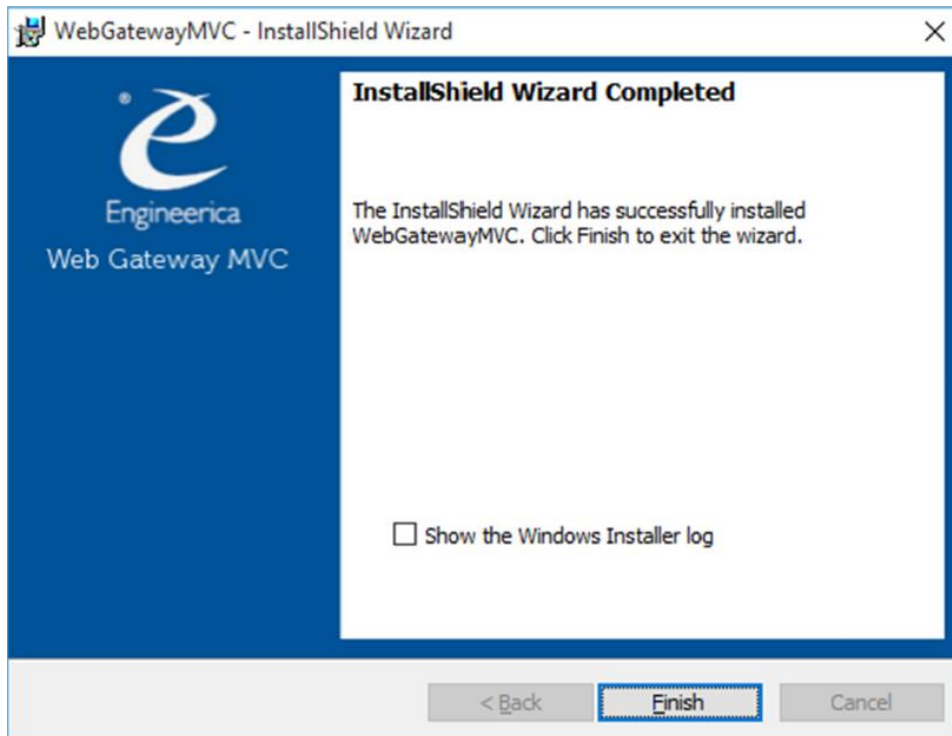 WebGatewayMVC - InstallShield Wizard
®
e
Engineerica
Web Gateway MVC
InstallShield Wizard Completed
The InstallShield Wizard has successfully installed
WebGatewayMVC. Click Finish to exit the wizard.
Show the Windows Installer log
< Back
Finish
Cancel